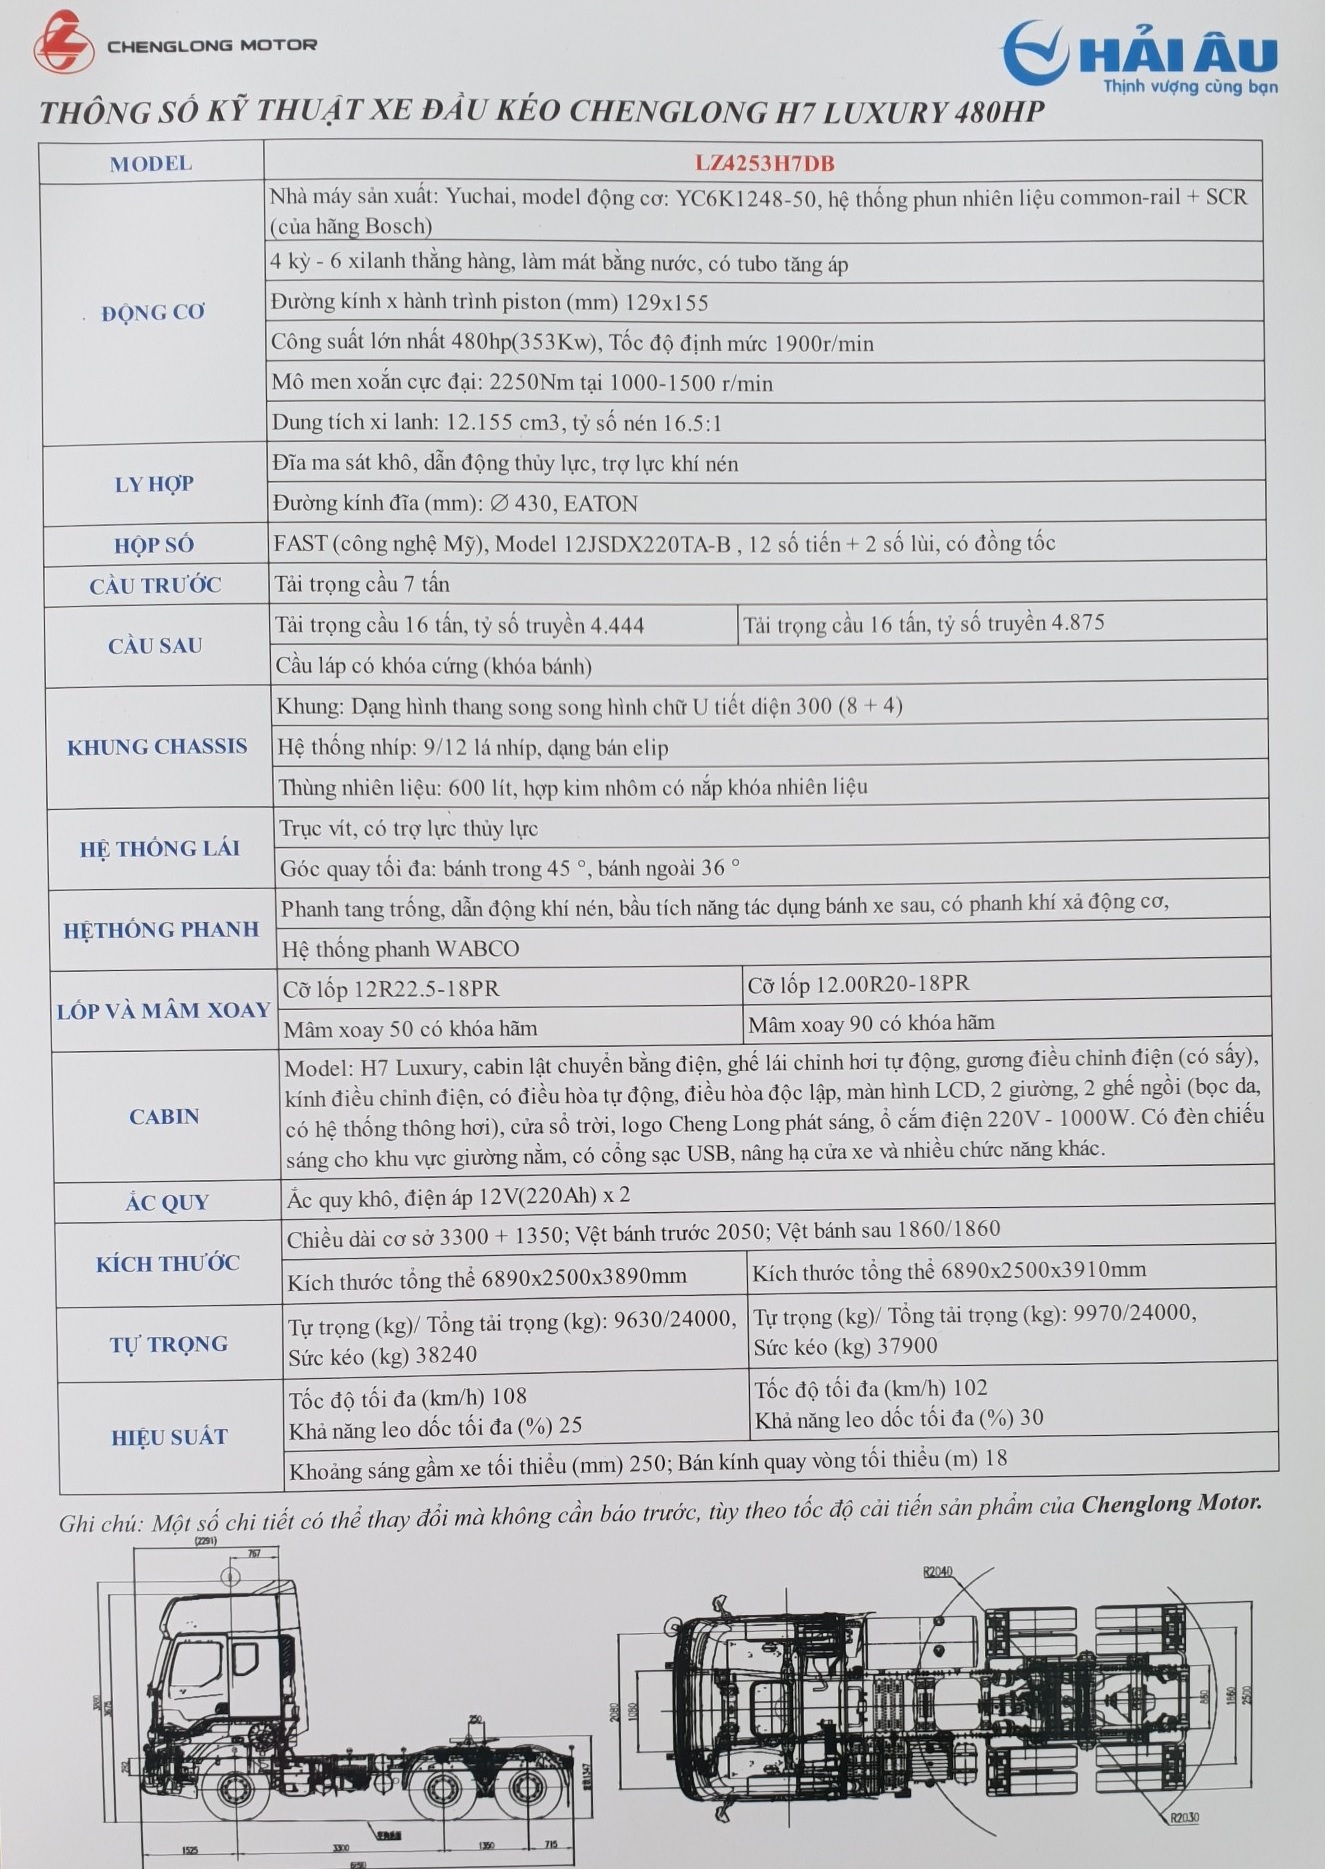 CHENGLONG MOTOR
HẢI ÂU
Thịnh vượng cùng bạn
THÔNG SỐ KỸ THUẬT XE ĐẦU KÉO CHENGLONG H7 LUXURY 480HP
MODEL
LZ4253H7DB
ĐỘNG CƠ
Nhà máy sản xuất: Yuchai, model động cơ: YC6K1248-50, hệ thống phun nhiên liệu common-rail + SCR
(của hãng Bosch)
4 kỳ - 6 xilanh thẳng hàng, làm mát bằng nước, có tubo tăng áp
Đường kính x hành trình piston (mm) 129x155
Công suất lớn nhất 480hp(353Kw), Tốc độ định mức 1900r/min
Mô men xoắn cực đại: 2250Nm tại 1000-1500 r/min
Dung tích xi lanh: 12.155 cm3, tỷ số nén 16.5:1
LY HỢP
Đĩa ma sát khô, dẫn động thủy lực, trợ lực khí nén
Đường kính đĩa (mm): Ø 430, EATON
HỘP SỐ
FAST (công nghệ Mỹ), Model 12JSDX220TA-B , 12 số tiến + 2 số lùi, có đồng tốc
CẦU TRƯỚC
Tải trọng cầu 7 tấn
CẦU SAU
Tải trọng cầu 16 tấn, tỷ số truyền 4.444
Tải trọng cầu 16 tấn, tỷ số truyền 4.875
Cầu láp có khóa cứng (khóa bánh)
KHUNG CHASSIS
Khung: Dạng hình thang song song hình chữ U tiết diện 300 (8 + 4)
Hệ thống nhíp: 9/12 lá nhíp, dạng bán elip
Thùng nhiên liệu: 600 lít, hợp kim nhôm có nắp khóa nhiên liệu
HỆ THỐNG LÁI
Trục vít, có trợ lực thủy lực
Góc quay tối đa: bánh trong 45 °, bánh ngoài 36 °
HỆTHỐNG PHANH
Phanh tang trống, dẫn động khí nén, bầu tích năng tác dụng bánh xe sau, có phanh khí xả động cơ,
Hệ thống phanh WABCO
LỐP VÀ MÂM XOAY
Cỡ lốp 12R22.5-18PR
Cỡ lốp 12.00R20-18PR
Mâm xoay 50 có khóa hãm
Mâm xoay 90 có khóa hãm
CABIN
Model: H7 Luxury, cabin lật chuyển bằng điện, ghế lái chỉnh hơi tự động, gương điều chỉnh điện (có sấy),
kính điều chỉnh điện, có điều hòa tự động, điều hòa độc lập, màn hình LCD, 2 giường, 2 ghế ngồi (bọc da,
có hệ thống thông hơi), cửa sổ trời, logo Cheng Long phát sáng, ổ cắm điện 220V - 1000W. Có đèn chiếu
sáng cho khu vực giường nằm, có cổng sạc USB, nâng hạ cửa xe và nhiều chức năng khác.
ẮC QUY
Ắc quy khô, điện áp 12V(220Ah) x 2
KÍCH THƯỚC
Chiều dài cơ sở 3300 + 1350; Vệt bánh trước 2050; Vệt bánh sau 1860/1860
Kích thước tổng thể 6890x2500x3890mm
Kích thước tổng thể 6890x2500x3910mm
TỰ TRỌNG
Tự trọng (kg)/ Tổng tải trọng (kg): 9630/24000,
Sức kéo (kg) 38240
Tự trọng (kg)/ Tổng tải trọng (kg): 9970/24000,
Sức kéo (kg) 37900
HIỆU SUẤT
Tốc độ tối đa (km/h) 108
Khả năng leo dốc tối đa (%) 25
Tốc độ tối đa (km/h) 102
Khả năng leo dốc tối đa (%) 30
Khoảng sáng gầm xe tối thiểu (mm) 250; Bán kính quay vòng tối thiểu (m) 18
Ghi chú: Một số chi tiết có thể thay đổi mà không cần báo trước, tùy theo tốc độ cải tiến sản phẩm của Chenglong Motor.
(2291)
767
250
1525
3300
1350
715
R2040
2080
1080
860
1860
2500
R2030